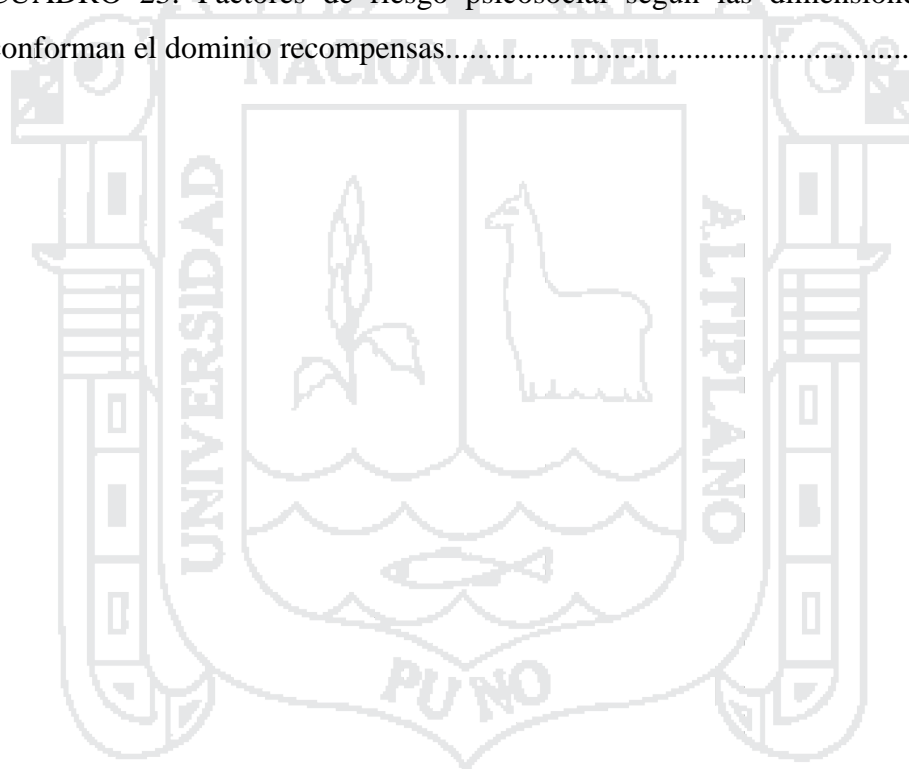 CUADRO 23: Factores de riesgo psicosocial según las dimensiones
conforman el dominio recompensas....................................................................
NACIONAL DEL
UNIVERSIDAD
ALTIPLANO
PUNO